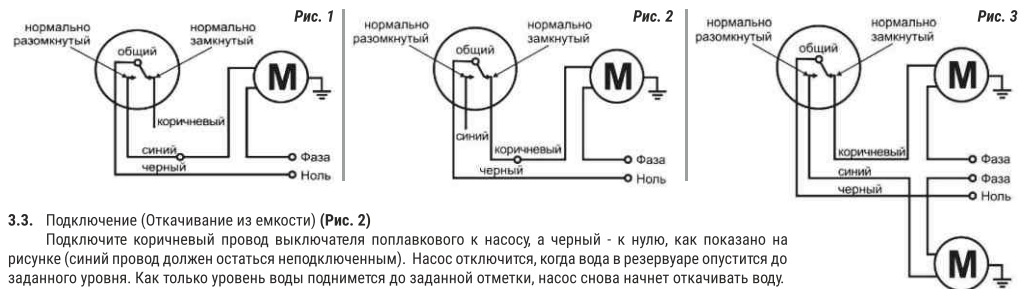 Рис. 1
нормально
разомкнутый
нормально
замкнутый
общий
М
коричневый
синий
черный
Фаза
Ноль
Рис. 2
нормально
разомкнутый
нормально
замкнутый
общий
М
синий
коричневый
черный
Фаза
Ноль
Рис. 3
нормально
разомкнутый
нормально
замкнутый
общий
М
коричневый
синий
черный
Фаза
Фаза
Ноль
М
3.3. Подключение (Откачивание из емкости) (Рис. 2)
Подключите коричневый провод выключателя поплавкового к насосу, а черный - к нулю, как показано на
рисунке (синий провод должен остаться неподключенным). Насос отключится, когда вода в резервуаре опустится до
заданного уровня. Как только уровень воды поднимется до заданной отметки, насос снова начнет откачивать воду.